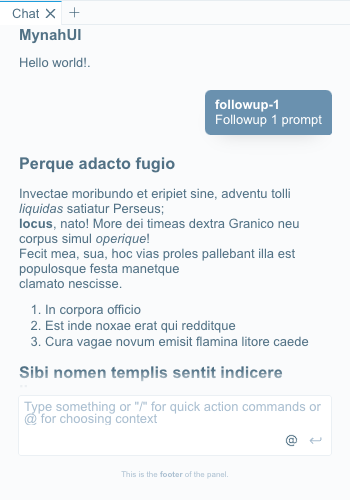 Chat
MynahUI
Hello world!.
followup-1
Followup 1 prompt
Perque adacto fugio
Invectae moribundo et eripiet sine, adventu tolli
liquidas satiatur Perseus;
locus, nato! More dei timeas dextra Granico neu
corpus simul operique!
Fecit mea, sua, hoc vias proles pallebant illa est
populosque festa manetque
clamato nescisse.
1. In corpora officio
2. Est inde noxae erat qui redditque
3. Cura vagae novum emisit flamina litore caede
Sibi nomen templis sentit indicere
Type something or "/" for quick action commands or
@ for choosing context
@
This is the footer of the panel.